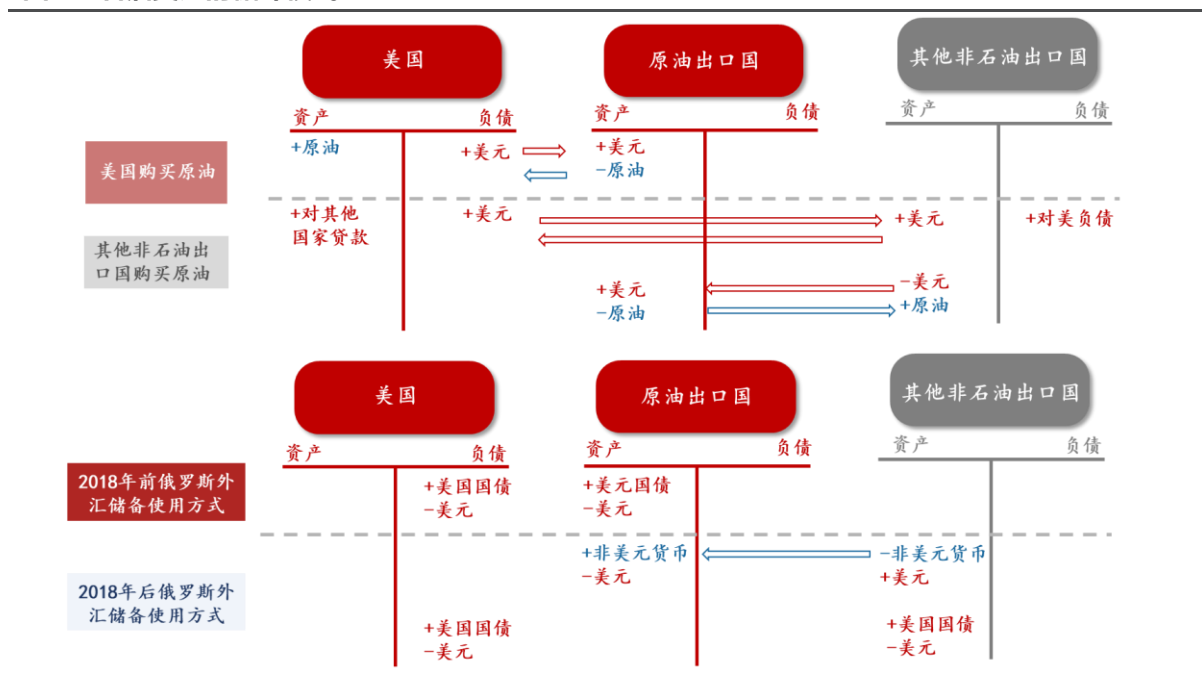 美国
原油出口国
其他非石油出口国
资产
负债
资产
负债
资产
负债
美国购买原油
+原油
+美元
+美元
-原油
其他非石油出
口国购买原油
+对其他
国家贷款
+美元
+美元
+对美负债
+美元
-原油
-美元
+原油
美国
原油出口国
其他非石油出口国
资产
负债
资产
负债
资产
负债
2018年前俄罗斯外
汇储备使用方式
+美国国债
-美元
+美元国债
-美元
2018年后俄罗斯外
汇储备使用方式
+非美元货币
-美元
-非美元货币
+美元
+美国国债
-美元
+美国国债
-美元